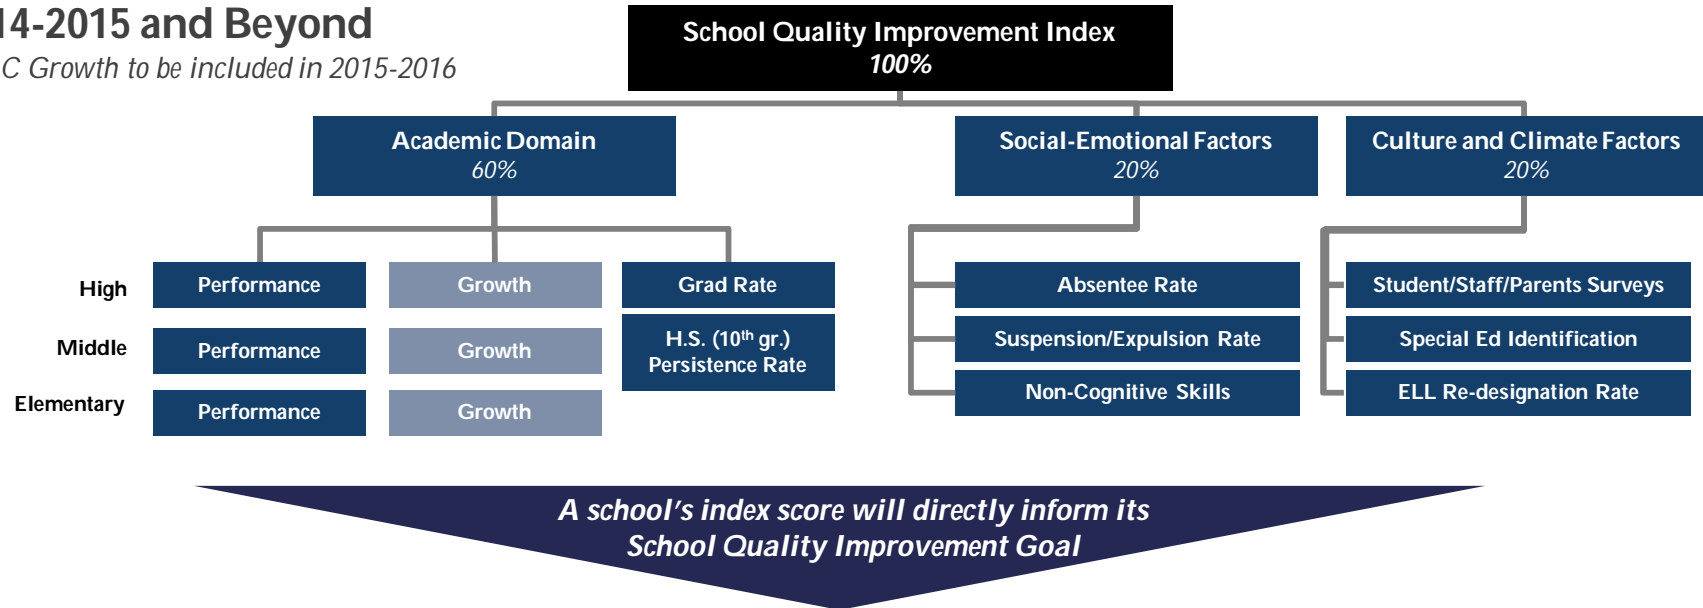 14-2015 and Beyond
C Growth to be included in 2015-2016
School Quality Improvement Index
100%
Academic Domain
60%
Social-Emotional Factors
20%
Culture and Climate Factors
20%
High
Performance
Growth
Grad Rate
Middle
Performance
Growth
H.S. (10th gr.)
Persistence Rate
Elementary
Performance
Growth
Absentee Rate
Suspension/Expulsion Rate
Non-Cognitive Skills
Student/Staff/Parents Surveys
Special Ed Identification
ELL Re-designation Rate
A school's index score will directly inform its
School Quality Improvement Goal